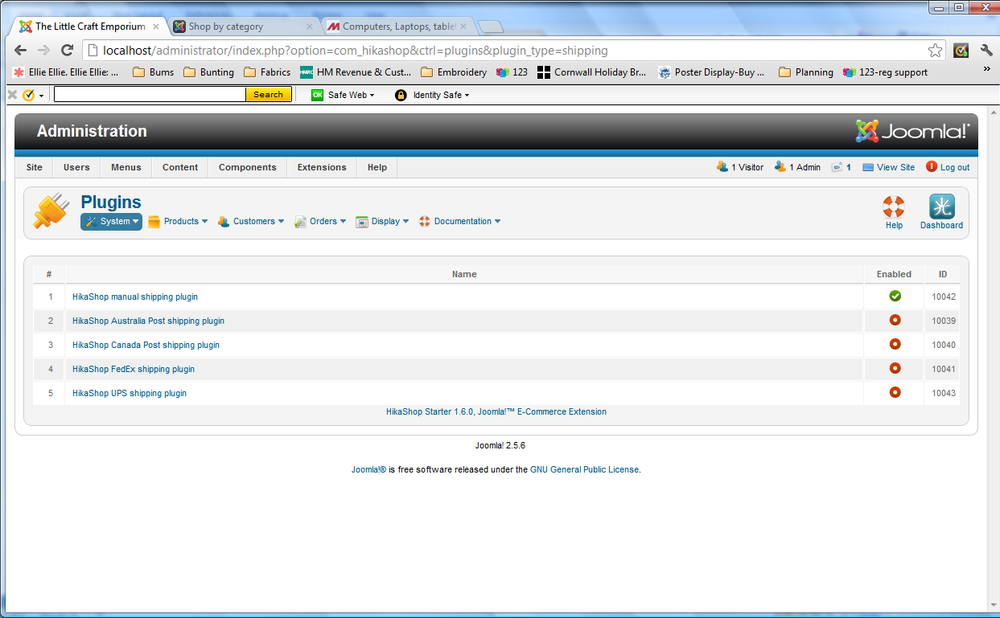 The Little Craft Emporium
Shop by category
Computers, Laptops, table
localhost/administrator/index.php?option=com_hikashop&ctrl=plugins&plugin_type=shipping
Ellie Ellie. Ellie Ellie: ... Bums Bunting Fabrics HMRC HM Revenue & Cust... Embroidery 123 Cornwall Holiday Br... Poster Display-Buy ... Planning 123-reg support »
Search OK Safe Web Identity Safe
Administration Joomla!®
Site Users Menus Content Components Extensions Help 1 Visitor 1 Admin 1 View Site Log out
Plugins
System Products Customers Orders Display Documentation Help Dashboard
# Name Enabled ID
1 HikaShop manual shipping plugin 10042
2 HikaShop Australia Post shipping plugin 10039
3 HikaShop Canada Post shipping plugin 10040
4 HikaShop FedEx shipping plugin 10041
5 HikaShop UPS shipping plugin 10043
HikaShop Starter 1.6.0, Joomla!™ E-Commerce Extension
Joomla! 2.5.6
Joomla!® is free software released under the GNU General Public License.